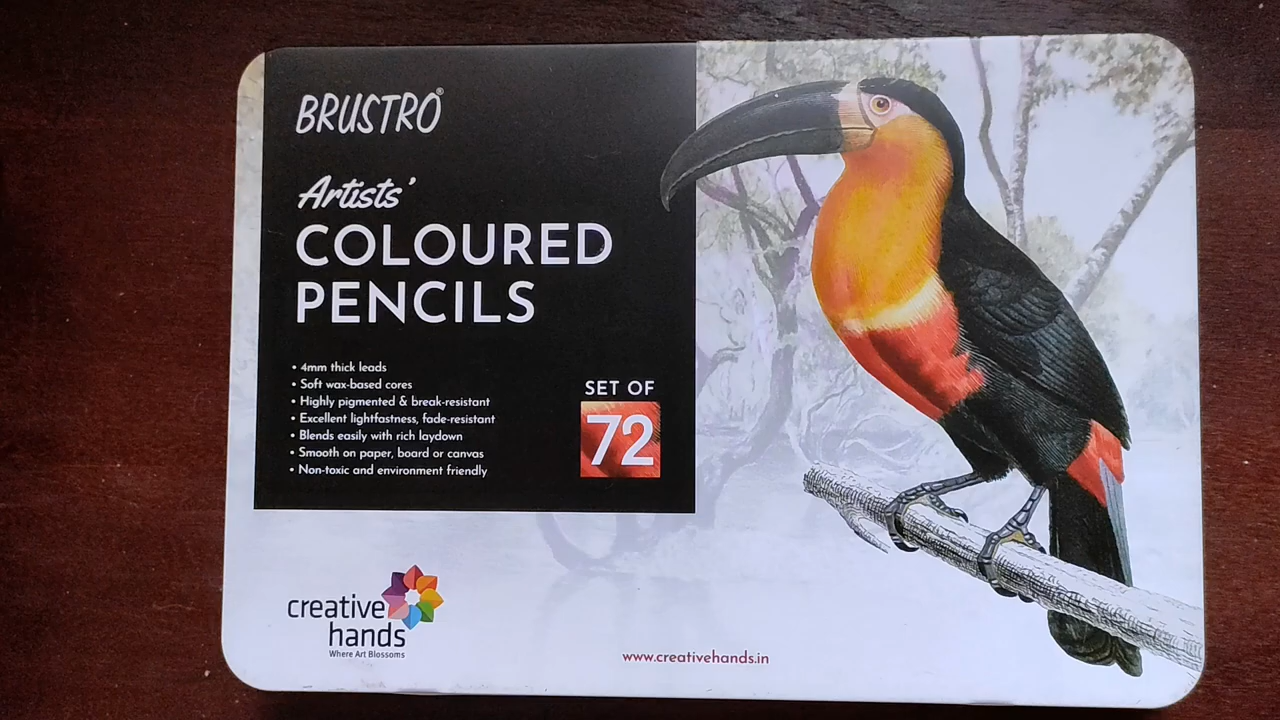 BRUSTRO®
Artists'
COLOURED
PENCILS
• 4mm thick leads
• Soft wax-based cores
• Highly pigmented & break-resistant
• Excellent lightfastness, fade-resistant
• Blends easily with rich laydown
• Smooth on paper, board or canvas
• Non-toxic and environment friendly
SET OF
72
creative
hands
Where Art Blossoms
www.creativehands.in